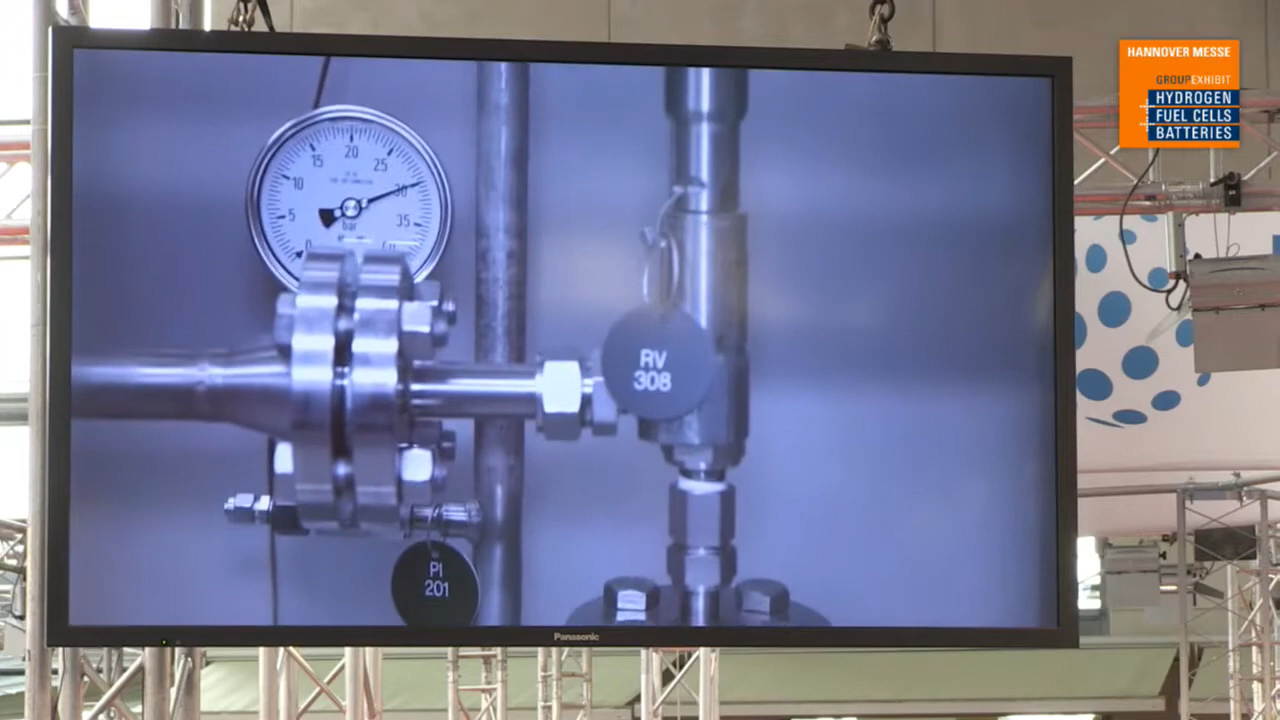 HANNOVER MESSE
GROUPEXHIBIT
HYDROGEN
FUEL CELLS
BATTERIES
0
5
10
15
20
25
30
35
bar
RV
308
PI
201
Panasonic